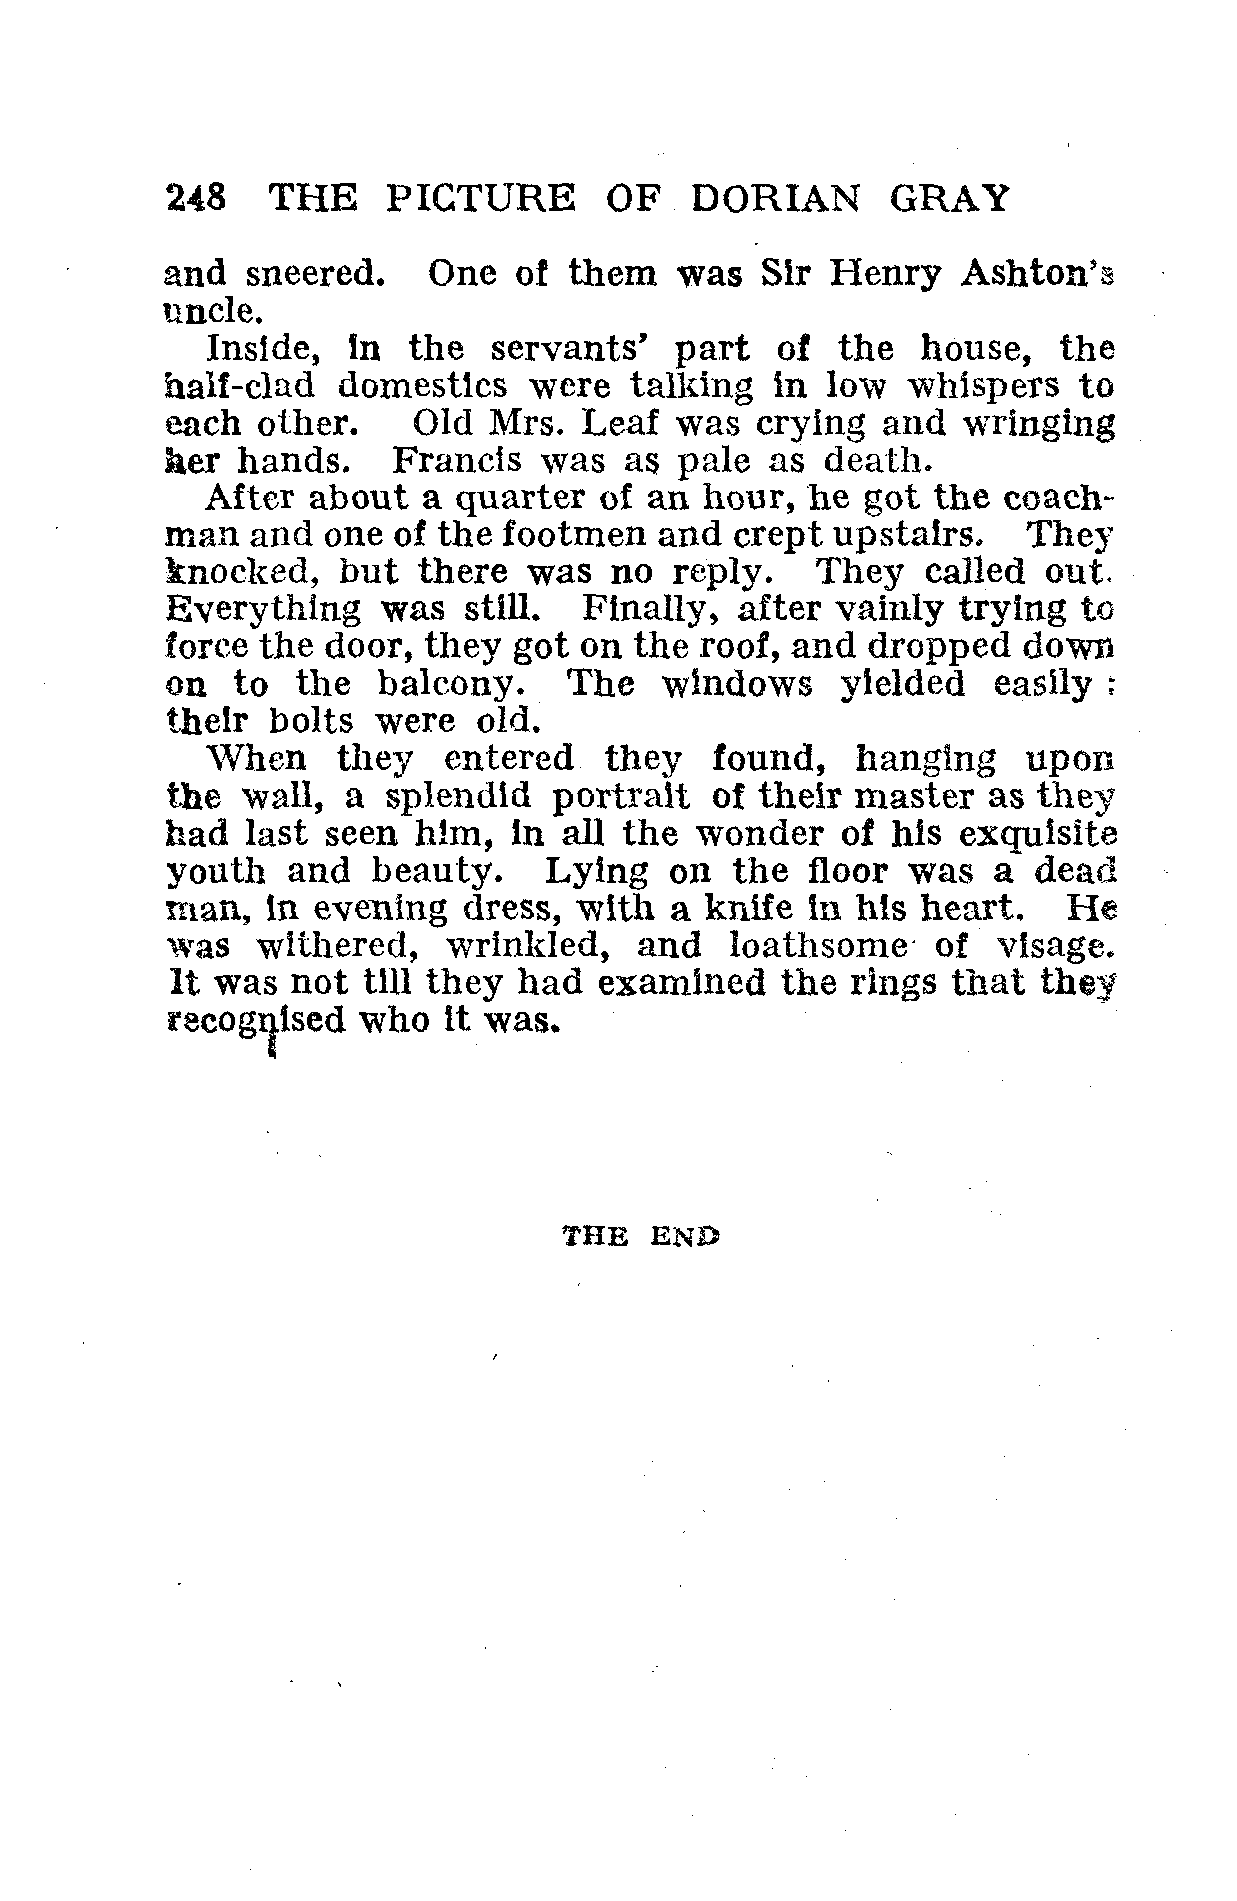 248 THE PICTURE OF DORIAN GRAY
and sneered. One of them was Sir Henry Ashton's
uncle.
Inside, in the servants' part of the house, the
half-clad domestics were talking in low whispers to
each other. Old Mrs. Leaf was crying and wringing
her hands. Francis was as pale as death.
After about a quarter of an hour, he got the coach-
man and one of the footmen and crept upstairs. They
knocked, but there was no reply. They called out.
Everything was still. Finally, after vainly trying to
force the door, they got on the roof, and dropped down
on to the balcony. The windows yielded easily :
their bolts were old.
When they entered they found, hanging upon
the wall, a splendid portrait of their master as they
had last seen him, in all the wonder of his exquisite
youth and beauty. Lying on the floor was a dead
man, in evening dress, with a knife in his heart. He
was withered, wrinkled, and loathsome of visage.
It was not till they had examined the rings that they
recognised who it was.
THE END